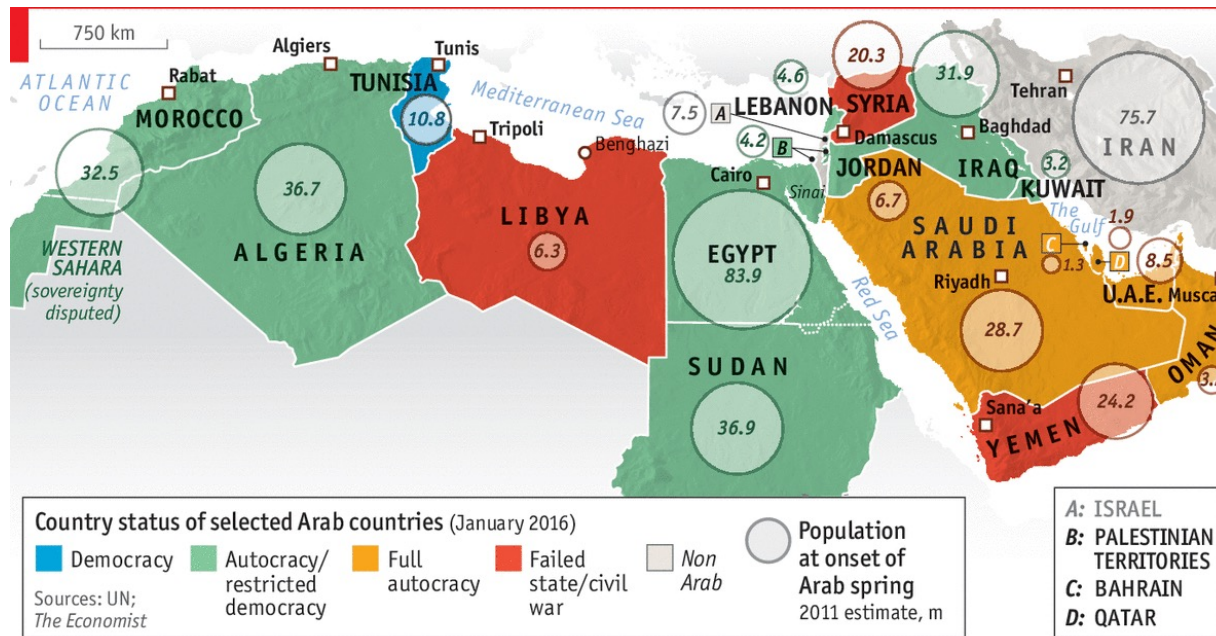 750 km
ATLANTIC
OCEAN
Rabat
MOROCCO
32.5
WESTERN
SAHARA
(sovereignty
disputed)
Algiers
36.7
ALGERIA
Tunis
TUNISIA
10.8
Mediterranean Sea
Tripoli
Benghazi
LIBYA
6.3
7.5
A
4.2
B
4.6
LEBANON
20.3
SYRIA
Damascus
JORDAN
6.7
31.9
Baghdad
IRAQ
Tehran
75.7
IRAN
3.2
KUWAIT
The
Gulf
Cairo
Sinai
EGYPT
83.9
Red Sea
SUDAN
36.9
SAUDI
ARABIA
Riyadh
28.7
C
1.3
1.9
D
8.5
U.A.E.
Musca
OMAN
3.
Sana'a
24.2
YEMEN
Country status of selected Arab countries (January 2016)
Democracy
Autocracy/
restricted
democracy
Full
autocracy
Failed
state/civil
war
Non
Arab
Population
at onset of
Arab spring
2011 estimate, m
Sources: UN;
The Economist
A: ISRAEL
B: PALESTINIAN
TERRITORIES
C: BAHRAIN
D: QATAR